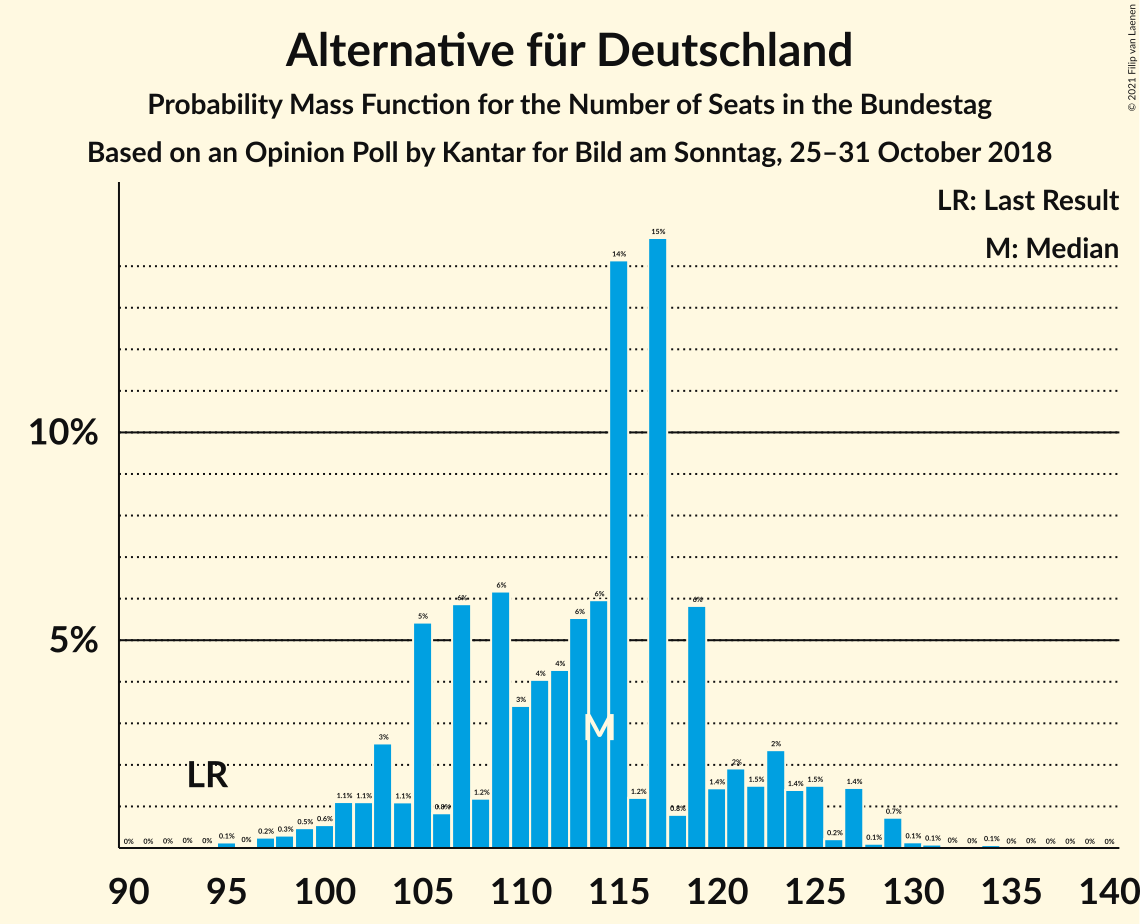 Alternative für Deutschland
Probability Mass Function for the Number of Seats in the Bundestag
Based on an Opinion Poll by Kantar for Bild am Sonntag, 25–31 October 2018
© 2021 Filip van Laenen
LR: Last Result
M: Median
10%
5%
LR
M
0% 0% 0% 0% 0% 0.1% 0% 0.2% 0.3% 0.5% 0.6% 1.1% 1.1% 3% 1.1% 5% 0.8% 6% 1.2% 6% 3% 4% 4% 6% 6% 14% 1.2% 15% 0.8% 6% 1.4% 2% 1.5% 2% 1.4% 1.5% 0.2% 1.4% 0.1% 0.7% 0.1% 0.1% 0% 0% 0.1% 0% 0% 0% 0% 0% 0%
90 95 100 105 110 115 120 125 130 135 140